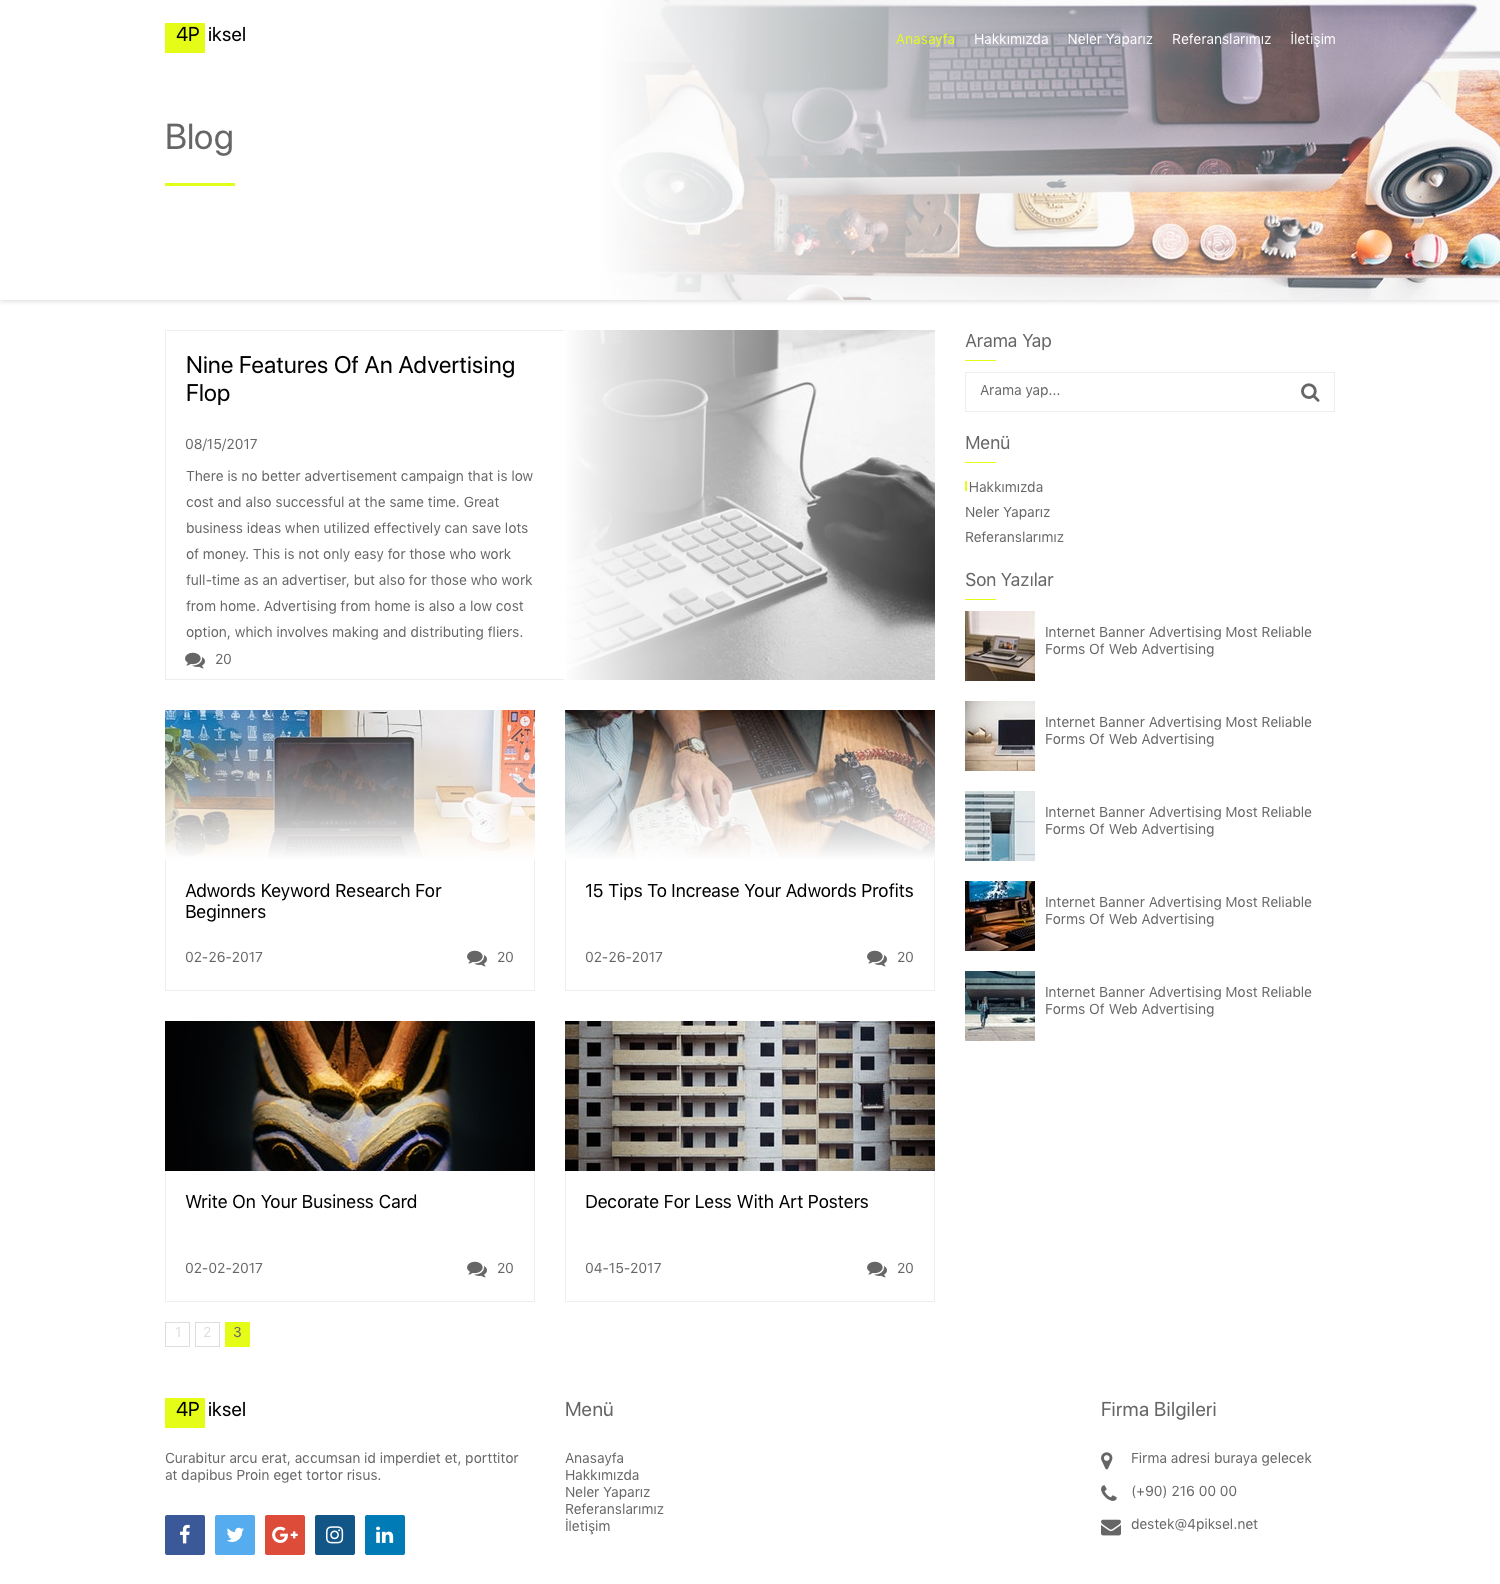 4Piksel
Anasayfa Hakkımızda Neler Yaparız Referanslarımız İletişim
Blog
Nine Features Of An Advertising
Flop
08/15/2017
There is no better advertisement campaign that is low
cost and also successful at the same time. Great
business ideas when utilized effectively can save lots
of money. This is not only easy for those who work
full-time as an advertiser, but also for those who work
from home. Advertising from home is also a low cost
option, which involves making and distributing fliers.
20
Adwords Keyword Research For
Beginners
02-26-2017 20
15 Tips To Increase Your Adwords Profits
02-26-2017 20
Write On Your Business Card
02-02-2017 20
Decorate For Less With Art Posters
04-15-2017 20
1 2 3
Arama Yap
Arama yap...
Menü
Hakkımızda
Neler Yaparız
Referanslarımız
Son Yazılar
Internet Banner Advertising Most Reliable
Forms Of Web Advertising
Internet Banner Advertising Most Reliable
Forms Of Web Advertising
Internet Banner Advertising Most Reliable
Forms Of Web Advertising
Internet Banner Advertising Most Reliable
Forms Of Web Advertising
Internet Banner Advertising Most Reliable
Forms Of Web Advertising
4Piksel
Curabitur arcu erat, accumsan id imperdiet et, porttitor
at dapibus Proin eget tortor risus.
Menü
Anasayfa
Hakkımızda
Neler Yaparız
Referanslarımız
İletişim
Firma Bilgileri
Firma adresi buraya gelecek
(+90) 216 00 00
destek@4piksel.net